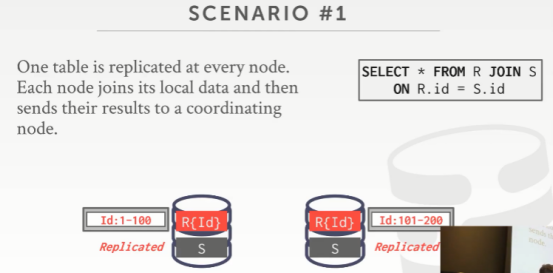 SCENARIO #1
One table is replicated at every node.
Each node joins its local data and then
sends their results to a coordinating
node.
SELECT * FROM R JOIN S
ON R.id = S.id
Id:1-100
R{Id}
R{Id}
Id:101-200
Replicated
S
S
Replicated